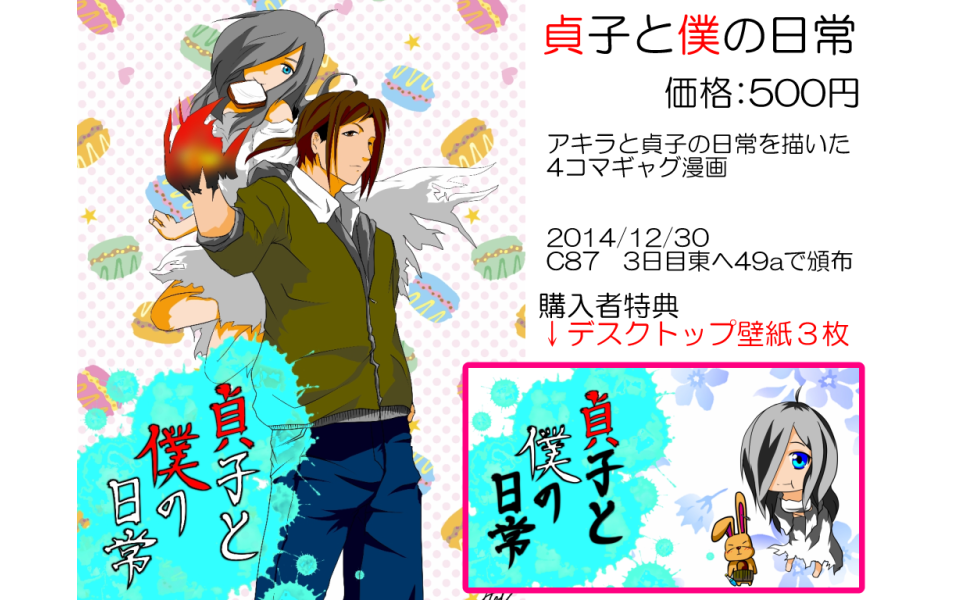 貞子と僕の日常
価格:500円
アキラと貞子の日常を描いた
4コマギャグ漫画
2014/12/30
C87 3日目東ヘ49aで頒布
購入者特典
↓デスクトップ壁紙3枚
貞子と
僕の
日常
貞子と
僕の
日常